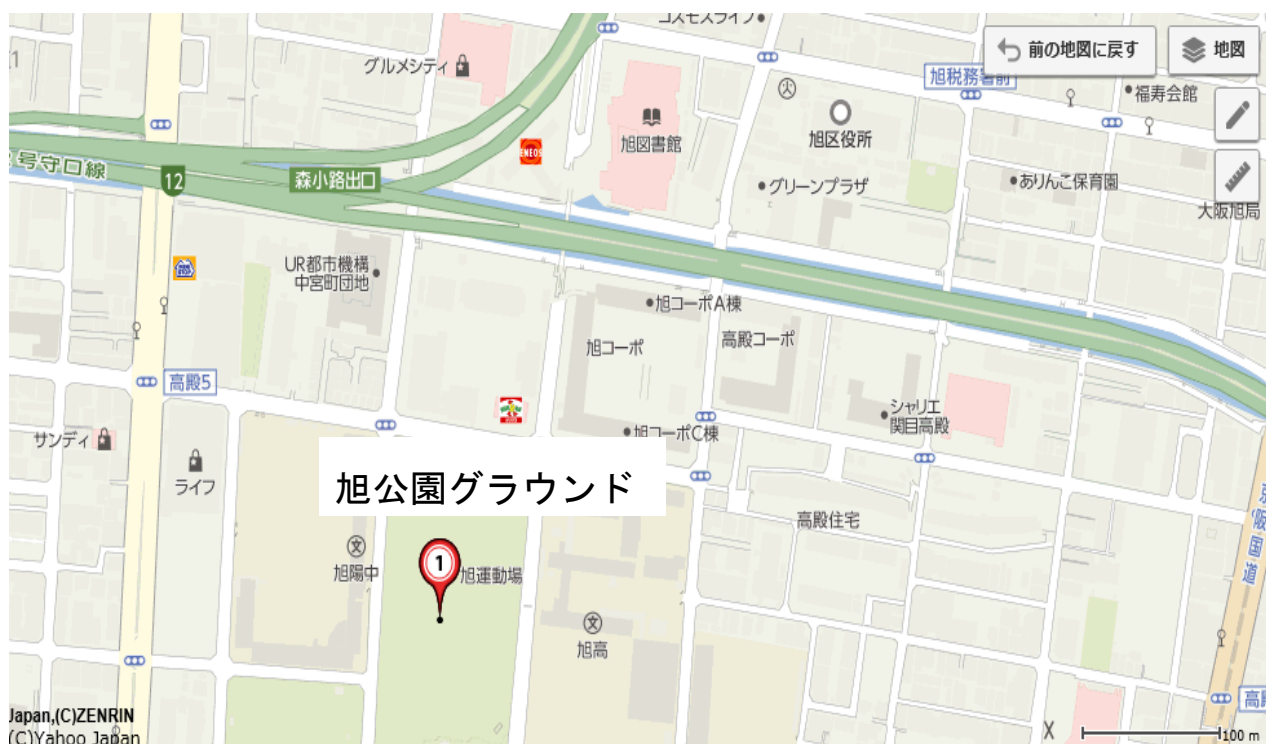 コスモスライフ
前の地図に戻す
地図
グルメシティ
旭税務署前
福寿会館
旭図書館
旭区役所
ENEOS
号守口線
12
森小路出口
グリーンプラザ
ありんこ保育園
大阪旭局
UR都市機構
中宮町団地
旭コーポA棟
旭コーポ
高殿コーポ
高殿5
シャリエ
関目高殿
サンディ
旭コーポC棟
ライフ
旭公園グラウンド
高殿住宅
京阪国道
文
旭陽中
1
旭運動場
文
旭高
Japan,(C)ZENRIN
(C)Yahoo Japan
100 m